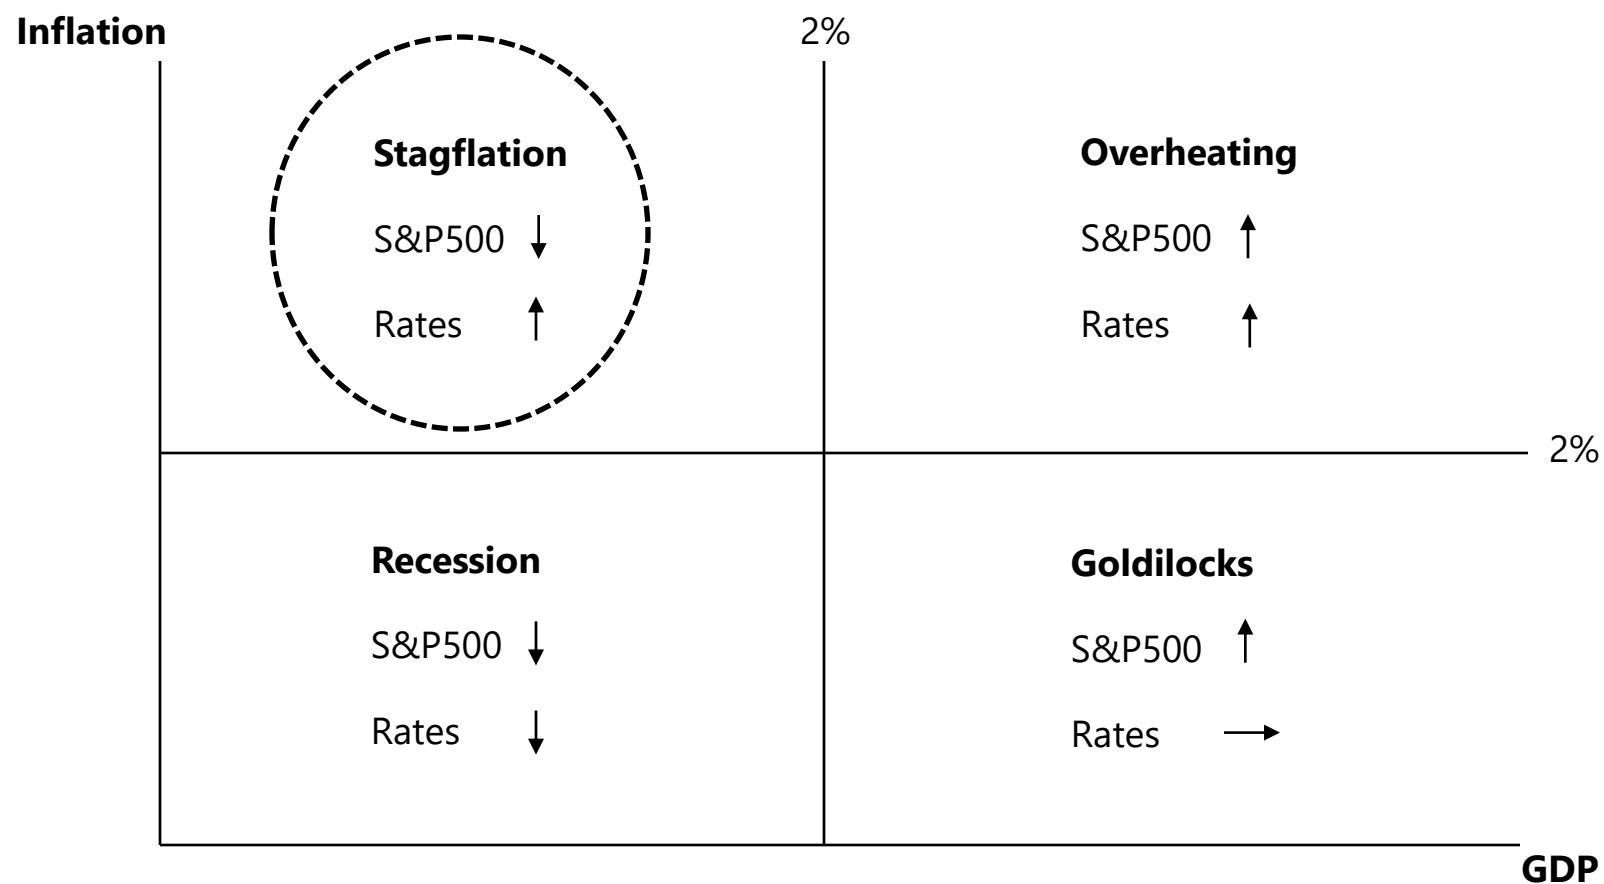 Inflation
2%
Stagflation
S&P500
Rates
Overheating
S&P500
Rates
2%
Recession
S&P500
Rates
Goldilocks
S&P500
Rates
GDP